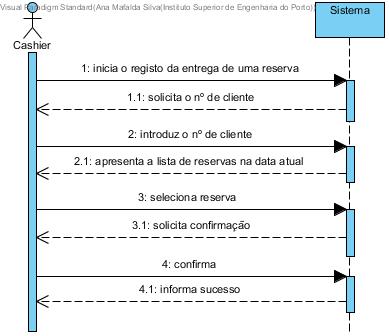 Visual Paradigm Standard(Ana Mafalda Silva(Instituto Superior de Engenharia do Porto))
Sistema
Cashier
1: inicia o registo da entrega de uma reserva
1.1: solicita o nº de cliente
2: introduz o nº de cliente
2.1: apresenta a lista de reservas na data atual
3: seleciona reserva
3.1: solicita confirmação
4: confirma
4.1: informa sucesso